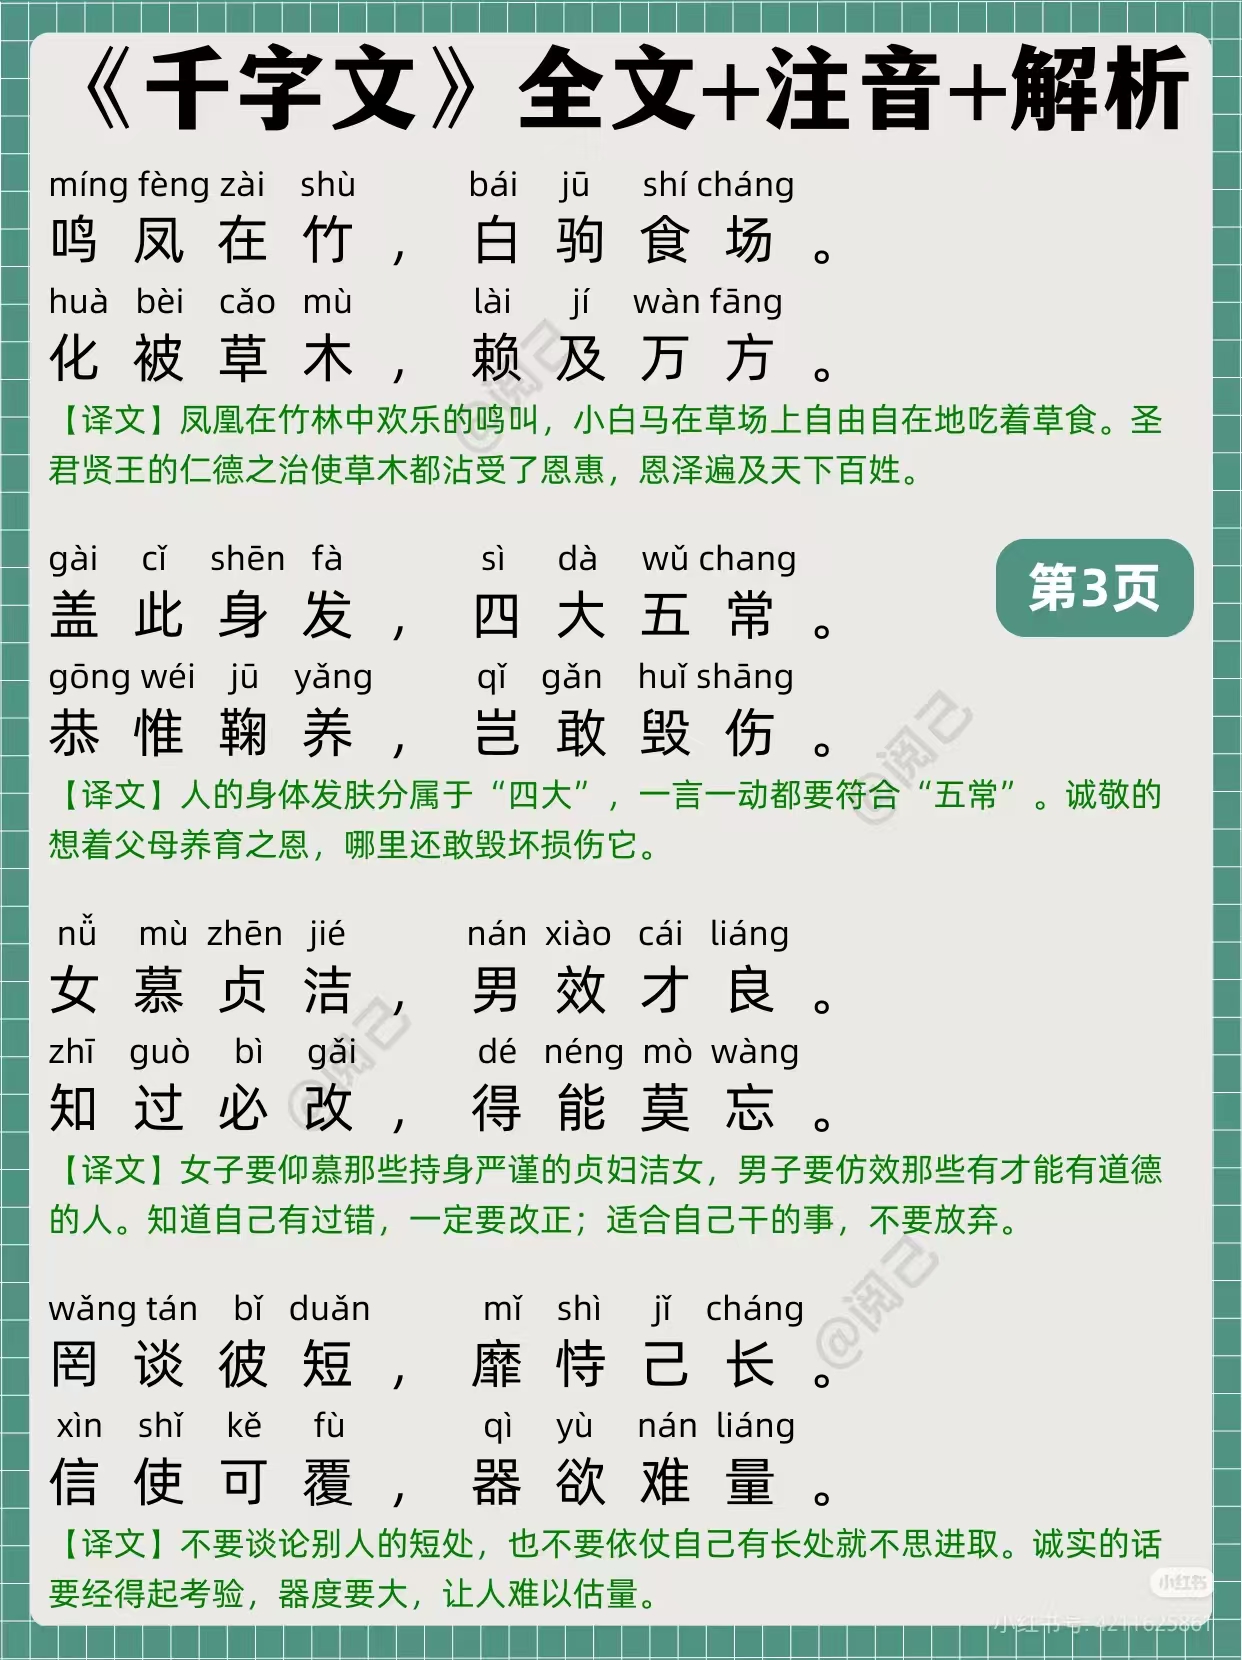 《千字文》全文+注音+解析
míng fèng zài shù bái jū shí cháng
鸣凤在竹，白驹食场。
huà bèi cǎo mù lài jí wàn fāng
化被草木，赖及万方。
【译文】凤凰在竹林中欢乐的鸣叫，小白马在草场上自由自在地吃着草食。圣
君贤王的仁德之治使草木都沾受了恩惠，恩泽遍及天下百姓。
gài cǐ shēn fà sì dà wǔ chang
盖此身发，四大五常。
第3页
gōng wéi jū yǎng qǐ gǎn huǐ shāng
恭惟鞠养，岂敢毁伤。
【译文】人的身体发肤分属于“四大”，一言一动都要符合“五常”。诚敬的
想着父母养育之恩，哪里还敢毁坏损伤它。
nǚ mù zhēn jié nán xiào cái liáng
女慕贞洁，男效才良。
zhī guò bì gǎi dé néng mò wàng
知过必改，得能莫忘。
【译文】女子要仰慕那些持身严谨的贞妇洁女，男子要仿效那些有才能有道德
的人。知道自己有过错，一定要改正；适合自己干的事，不要放弃。
wǎng tán bǐ duǎn mǐ shì jǐ cháng
罔谈彼短，靡恃己长。
xìn shǐ kě fù qì yù nán liáng
信使可覆，器欲难量。
【译文】不要谈论别人的短处，也不要依仗自己有长处就不思进取。诚实的话
要经得起考验，器度要大，让人难以估量。
@阅己
@阅己
@阅己
@阅己
小红书
小红书号: 4211625861